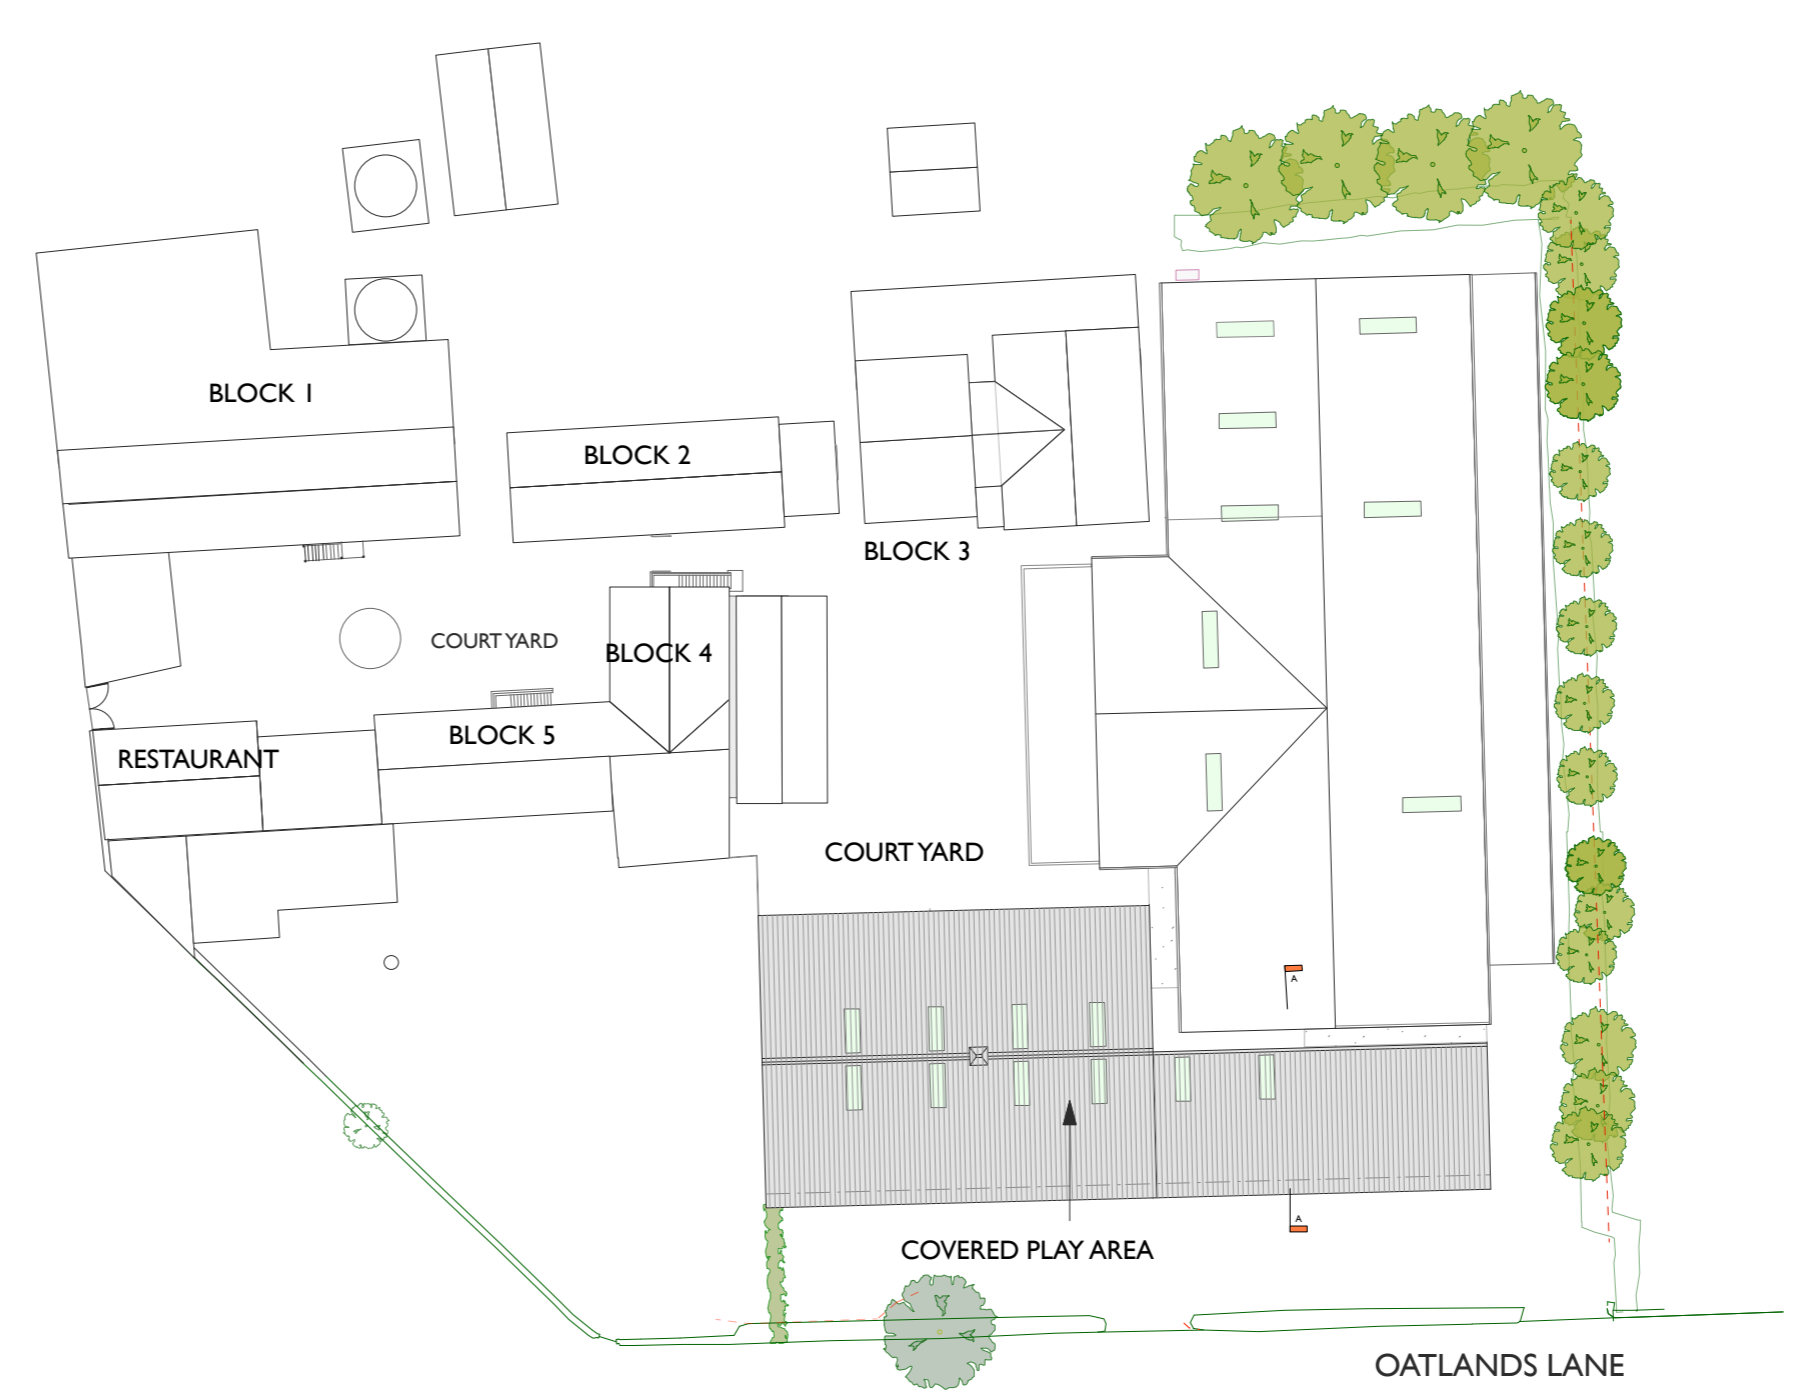 BLOCK 1
BLOCK 2
BLOCK 3
COURT YARD
BLOCK 4
BLOCK 5
RESTAURANT
COURT YARD
A
A
COVERED PLAY AREA
OATLANDS LANE